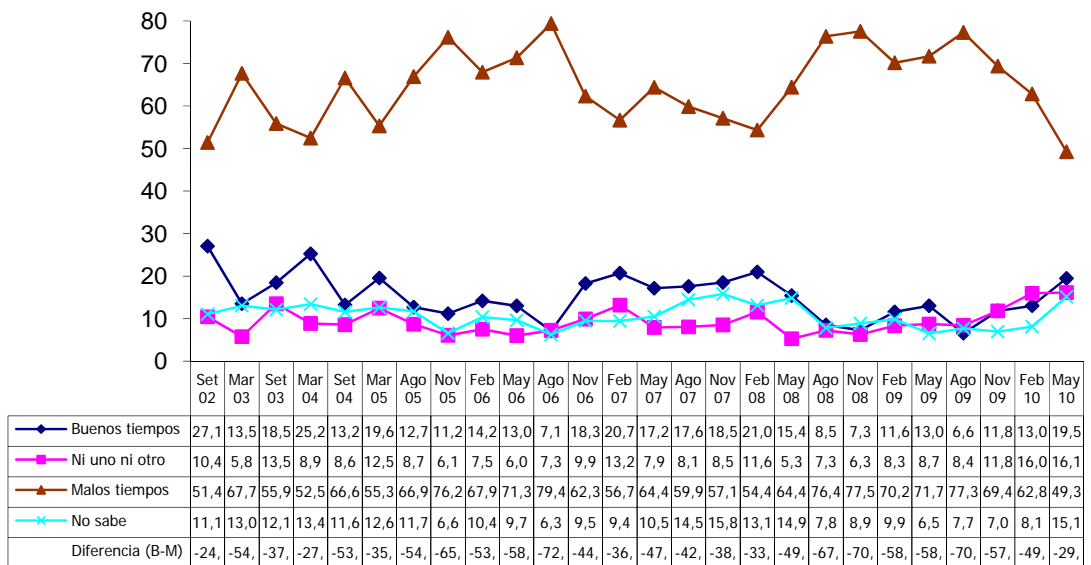 80
70
60
50
40
30
20
10
0
Set 02 Mar 03 Set 03 Mar 04 Set 04 Mar 05 Ago 05 Nov 05 Feb 06 May 06 Ago 06 Nov 06 Feb 07 May 07 Ago 07 Nov 07 Feb 08 May 08 Ago 08 Nov 08 Feb 09 May 09 Ago 09 Nov 09 Feb 10 May 10
Buenos tiempos 27,1 13,5 18,5 25,2 13,2 19,6 12,7 11,2 14,2 13,0 7,1 18,3 20,7 17,2 17,6 18,5 21,0 15,4 8,5 7,3 11,6 13,0 6,6 11,8 13,0 19,5
Ni uno ni otro 10,4 5,8 13,5 8,9 8,6 12,5 8,7 6,1 7,5 6,0 7,3 9,9 13,2 7,9 8,1 8,5 11,6 5,3 7,3 6,3 8,3 8,7 8,4 11,8 16,0 16,1
Malos tiempos 51,4 67,7 55,9 52,5 66,6 55,3 66,9 76,2 67,9 71,3 79,4 62,3 56,7 64,4 59,9 57,1 54,4 64,4 76,4 77,5 70,2 71,7 77,3 69,4 62,8 49,3
No sabe 11,1 13,0 12,1 13,4 11,6 12,6 11,7 6,6 10,4 9,7 6,3 9,5 9,4 10,5 14,5 15,8 13,1 14,9 7,8 8,9 9,9 6,5 7,7 7,0 8,1 15,1
Diferencia (B-M) -24, -54, -37, -27, -53, -35, -54, -65, -53, -58, -72, -44, -36, -47, -42, -38, -33, -49, -67, -70, -58, -58, -70, -57, -49, -29,